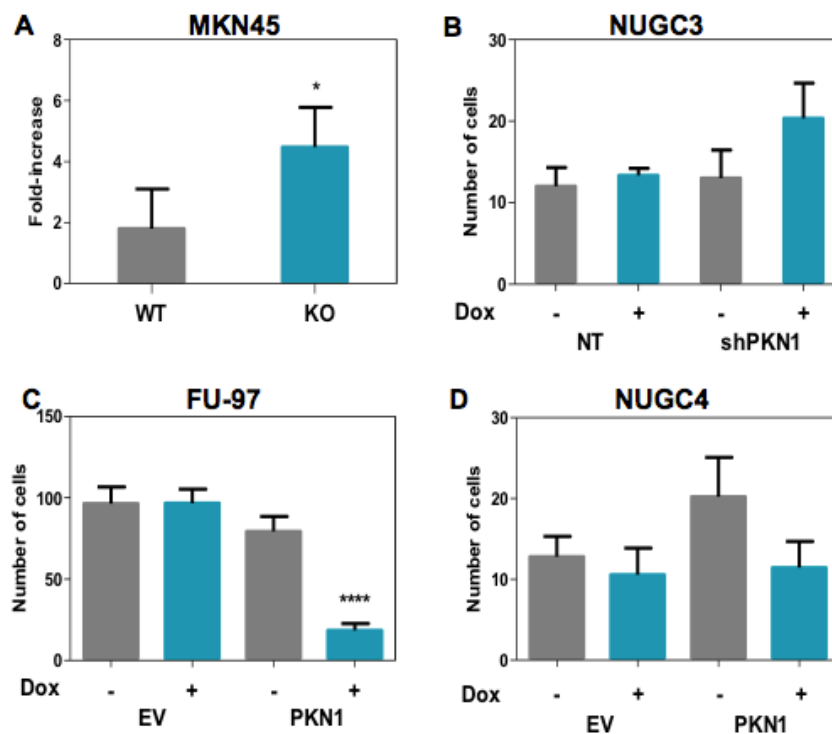 A MKN45
8
6
4
2
0
Fold-increase
*
WT KO
B NUGC3
30
20
10
0
Number of cells
Dox - + - +
NT shPKN1
C FU-97
150
100
50
0
Number of cells
****
Dox - + - +
EV PKN1
D NUGC4
30
20
10
0
Number of cells
Dox - + - +
EV PKN1